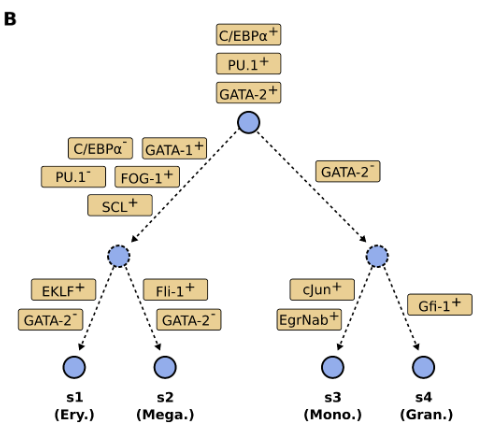 B
C/EBPα+
PU.1+
GATA-2+
C/EBPα- GATA-1+
PU.1- FOG-1+
SCL+
GATA-2-
EKLF+ Fli-1+ cJun+ Gfi-1+
GATA-2- GATA-2- EgrNab+
s1 s2 s3 s4
(Ery.) (Mega.) (Mono.) (Gran.)